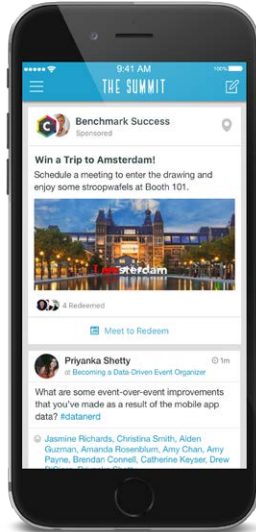 9:41 AM
100%
THE SUMMIT
Benchmark Success
Sponsored
Win a Trip to Amsterdam!
Schedule a meeting to enter the drawing and
enjoy some stroopwafels at Booth 101.
I amsterdam
4 Redeemed
Meet to Redeem
Priyanka Shetty
1m
at Becoming a Data-Driven Event Organizer
What are some event-over-event improvements
that you've made as a result of the mobile app
data? #datanerd
Jasmine Richards, Christina Smith, Aiden
Guzman, Amanda Rosenblum, Amy Chan, Amy
Payne, Brendan Connell, Catherine Keyser, Drew